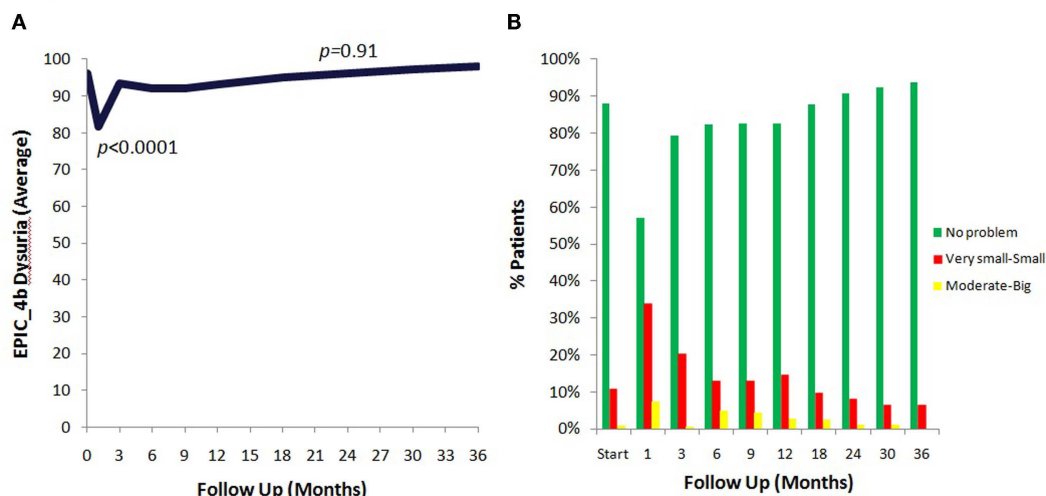 A
EPIC_4b Dysuria (Average)
100
90
80
70
60
50
40
30
20
10
0
p=0.91
p<0.0001
0 3 6 9 12 15 18 21 24 27 30 33 36
Follow Up (Months)
B
% Patients
100%
90%
80%
70%
60%
50%
40%
30%
20%
10%
0%
Start 1 3 6 9 12 18 24 30 36
Follow Up (Months)
No problem
Very small-Small
Moderate-Big